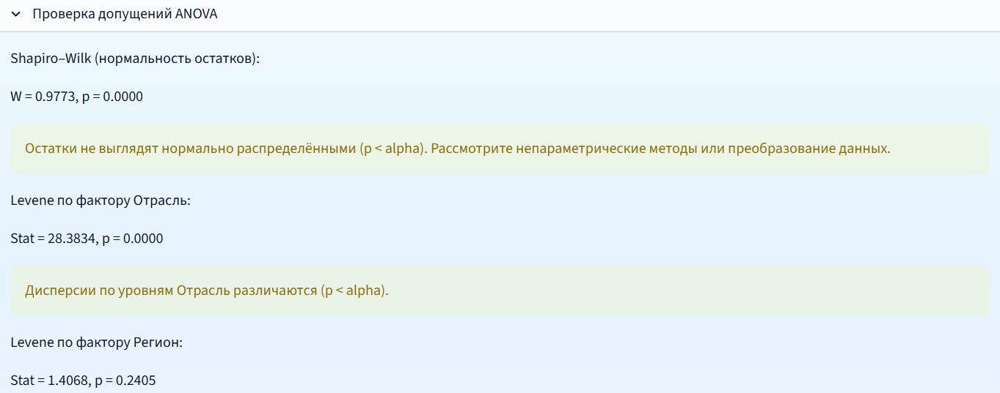 Проверка допущений ANOVA
Shapiro–Wilk (нормальность остатков):
W = 0.9773, p = 0.0000
Остатки не выглядят нормально распределёнными (p < alpha). Рассмотрите непараметрические методы или преобразование данных.
Levene по фактору Отрасль:
Stat = 28.3834, p = 0.0000
Дисперсии по уровням Отрасль различаются (p < alpha).
Levene по фактору Регион:
Stat = 1.4068, p = 0.2405